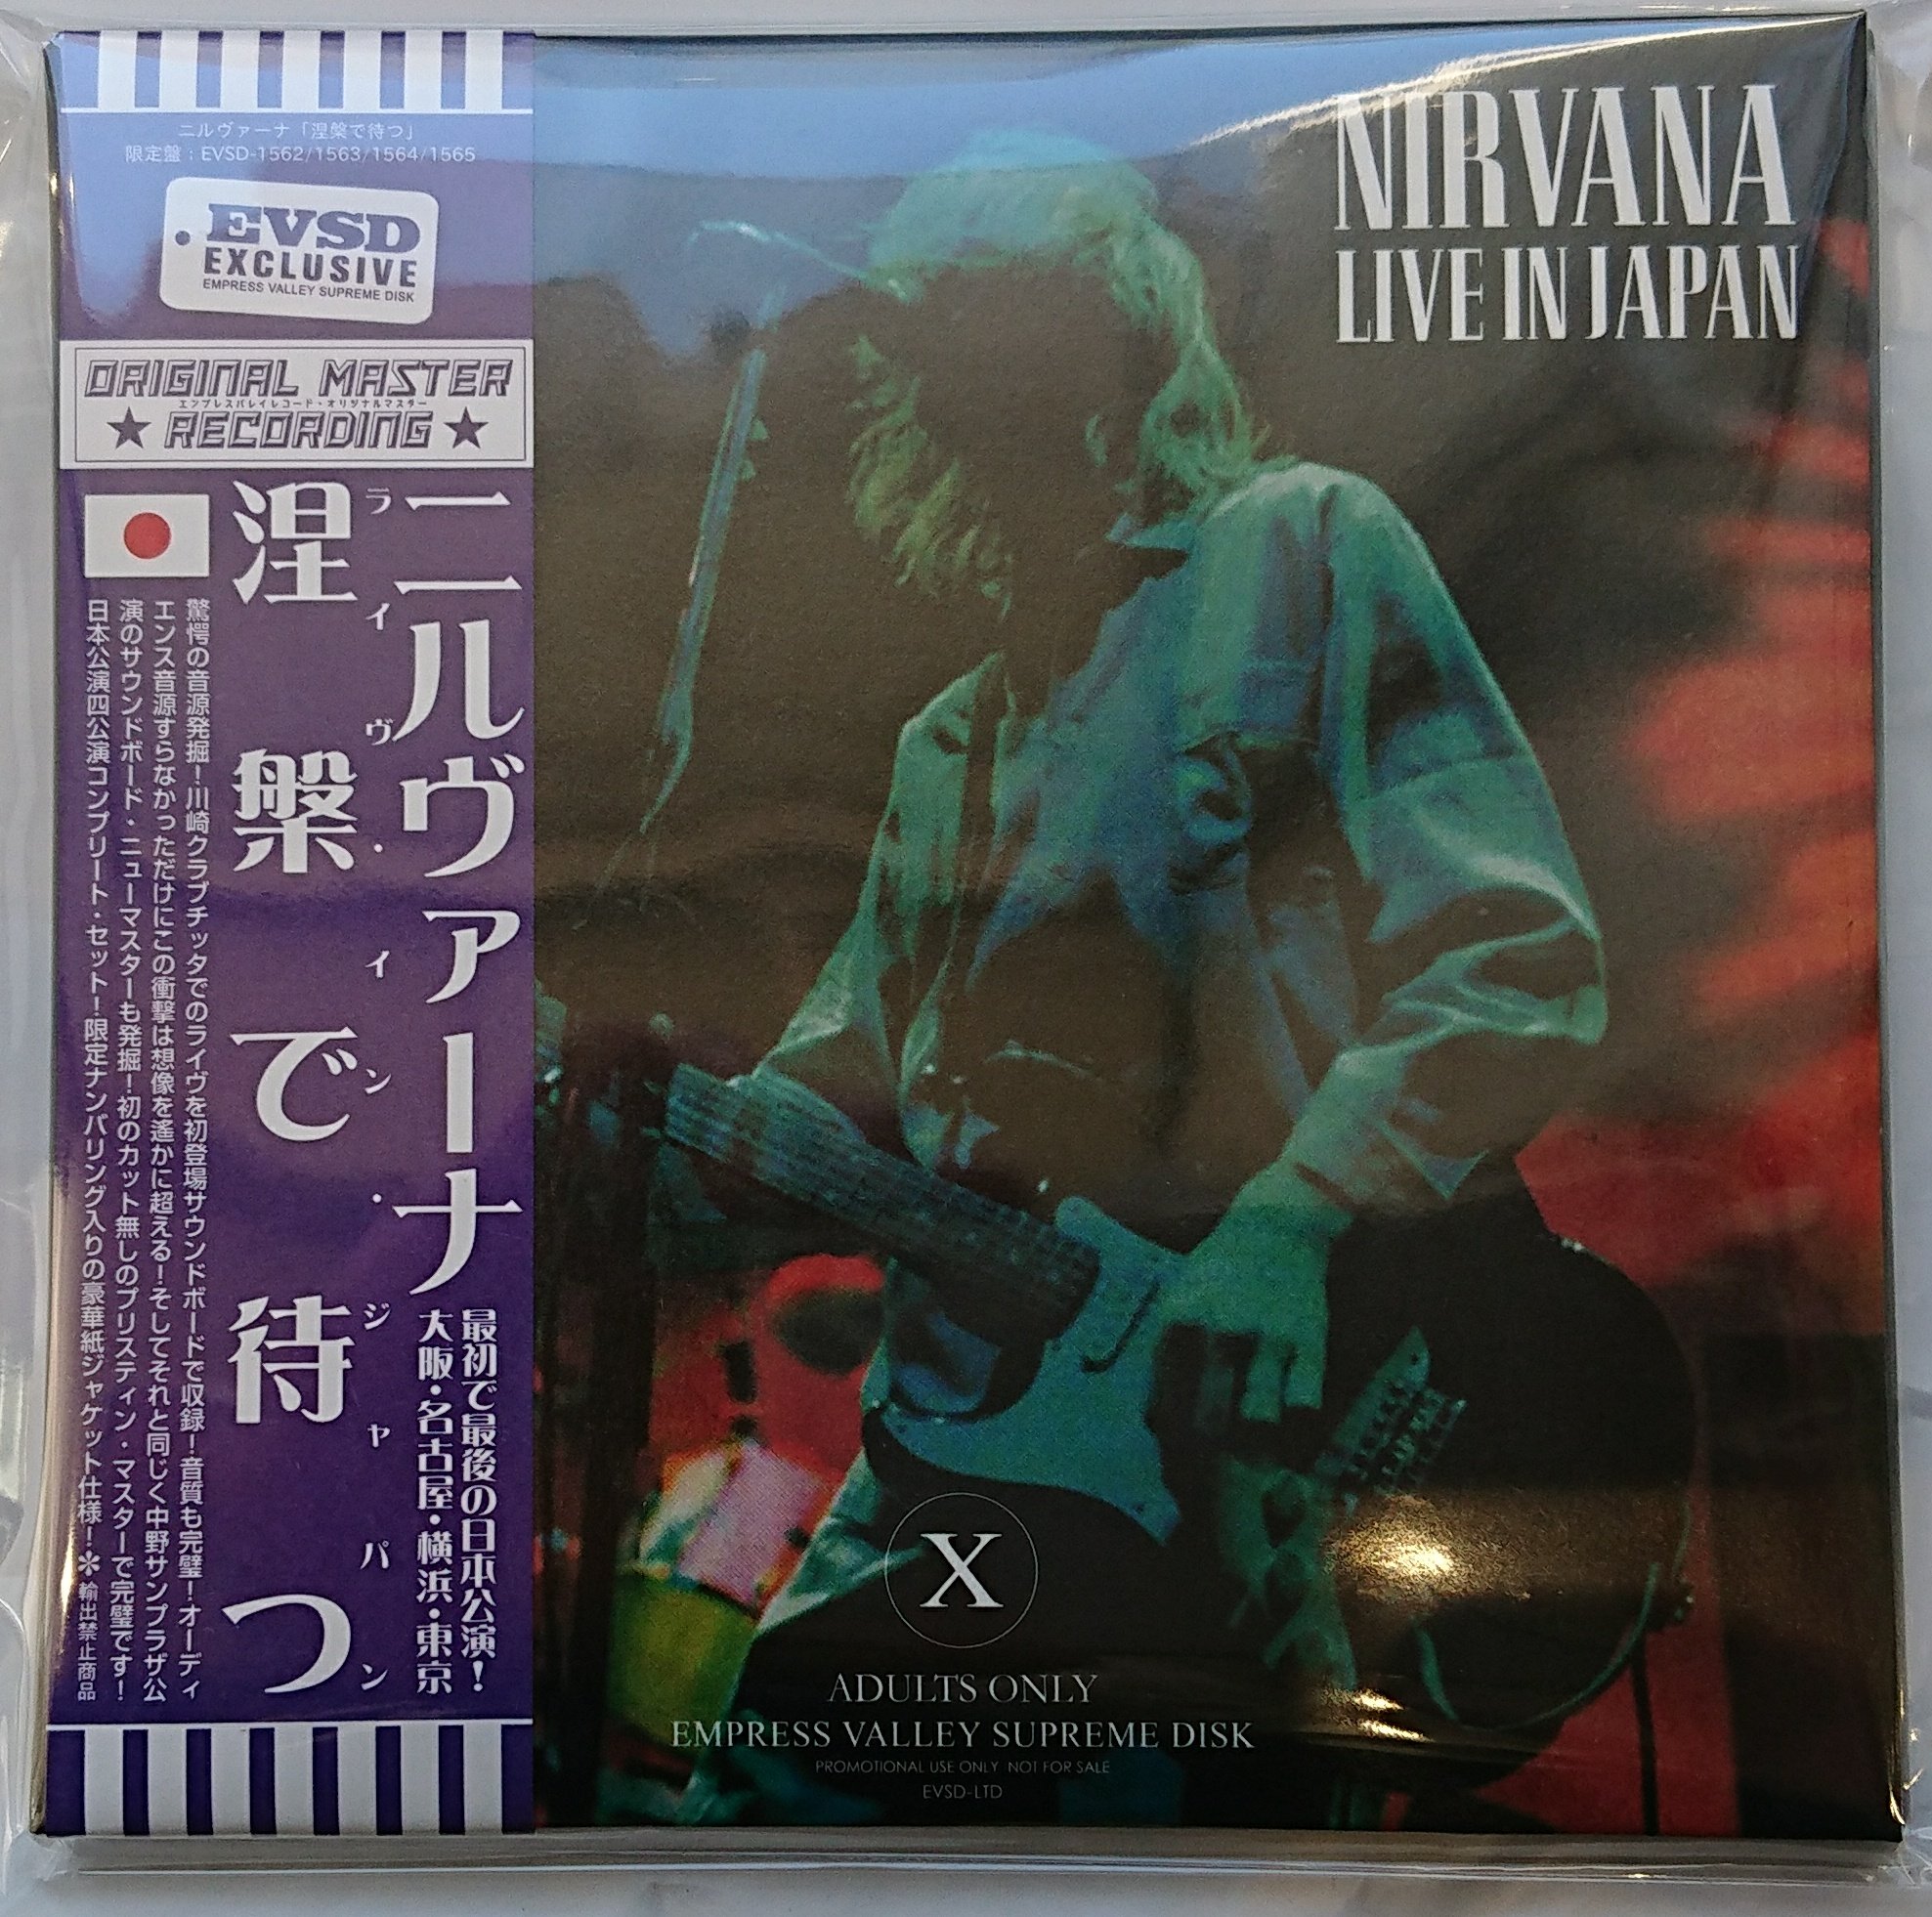 ニルヴァーナ「涅槃で待つ」
限定盤：EVSD-1562/1563/1564/1565
EVSD
EXCLUSIVE
EMPRESS VALLEY SUPREME DISK
ORIGINAL MASTER
エンプレスバレイレコード・オリジナルマスター
★ RECORDING ★
ニルヴァーナ
最初で最後の日本公演！
大阪・名古屋・横浜・東京
ライヴ・イン・ジャパン
涅槃で待つ
驚愕の音源発掘！川崎クラブチッタでのライヴを初登場サウンドボードで収録！音質も完璧！オーディ
エンス音源すらなかっただけにこの衝撃は想像を遙かに超える！そしてそれと同じく中野サンプラザ公
演のサウンドボード・ニューマスターも発掘！初のカット無しのプリスティン・マスターで完璧です！
日本公演四公演コンプリート・セット！限定ナンバリング入りの豪華紙ジャケット仕様！✼輸出禁止商品
NIRVANA
LIVE IN JAPAN
X
ADULTS ONLY
EMPRESS VALLEY SUPREME DISK
PROMOTIONAL USE ONLY NOT FOR SALE
EVSD-LTD